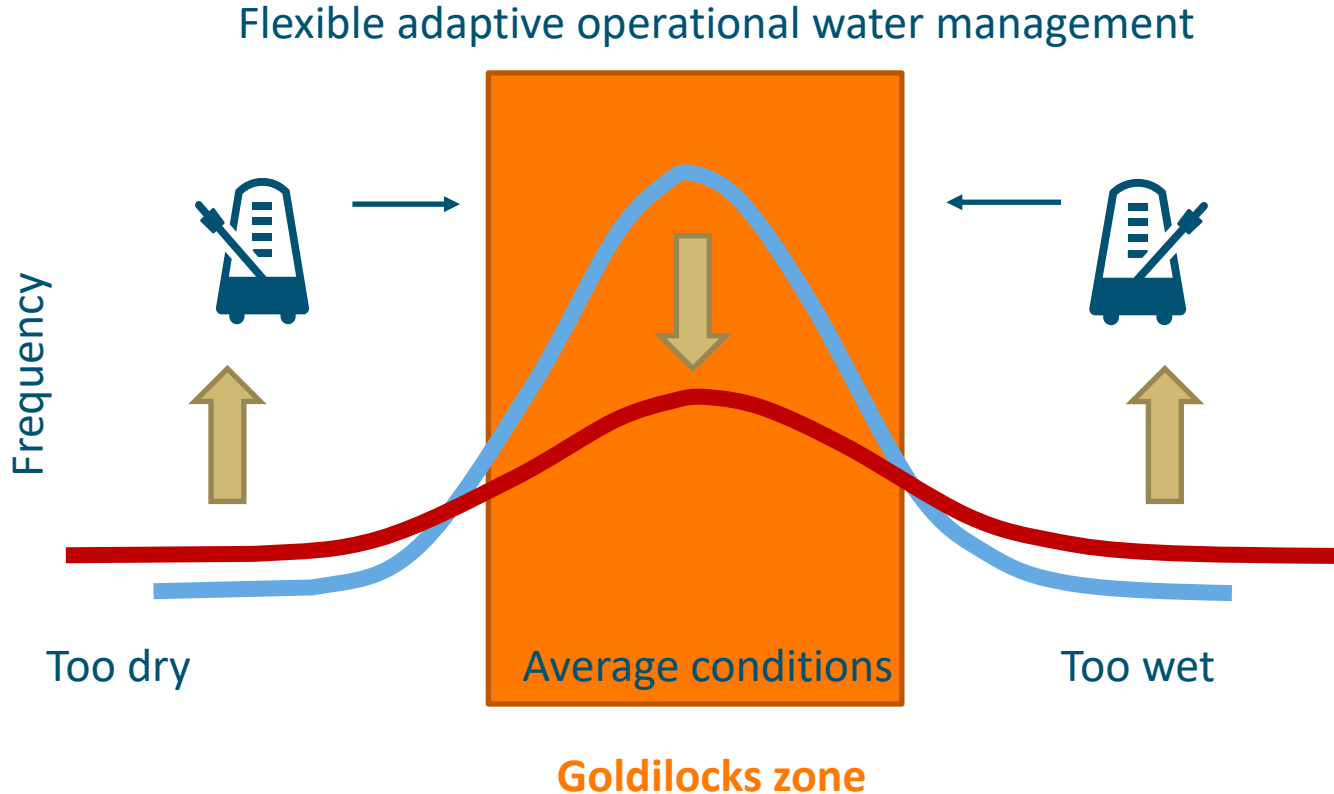 Flexible adaptive operational water management
Frequency
Too dry
Average conditions
Too wet
Goldilocks zone